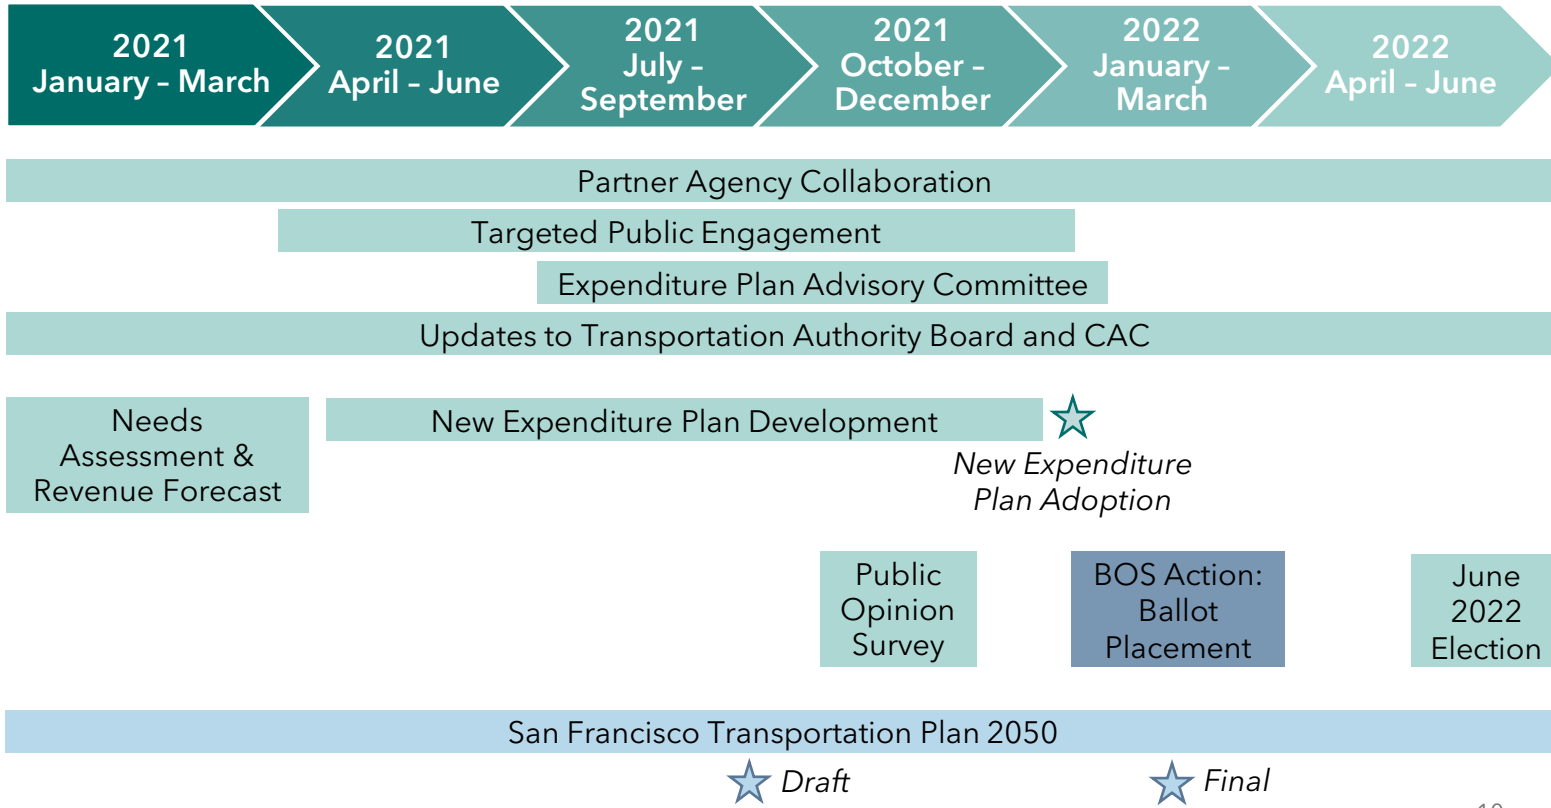 2021
January – March
2021
April – June
2021
July –
September
2021
October –
December
2022
January –
March
2022
April – June
Partner Agency Collaboration
Targeted Public Engagement
Expenditure Plan Advisory Committee
Updates to Transportation Authority Board and CAC
Needs
Assessment &
Revenue Forecast
New Expenditure Plan Development
New Expenditure
Plan Adoption
Public
Opinion
Survey
BOS Action:
Ballot
Placement
June
2022
Election
San Francisco Transportation Plan 2050
Draft
Final